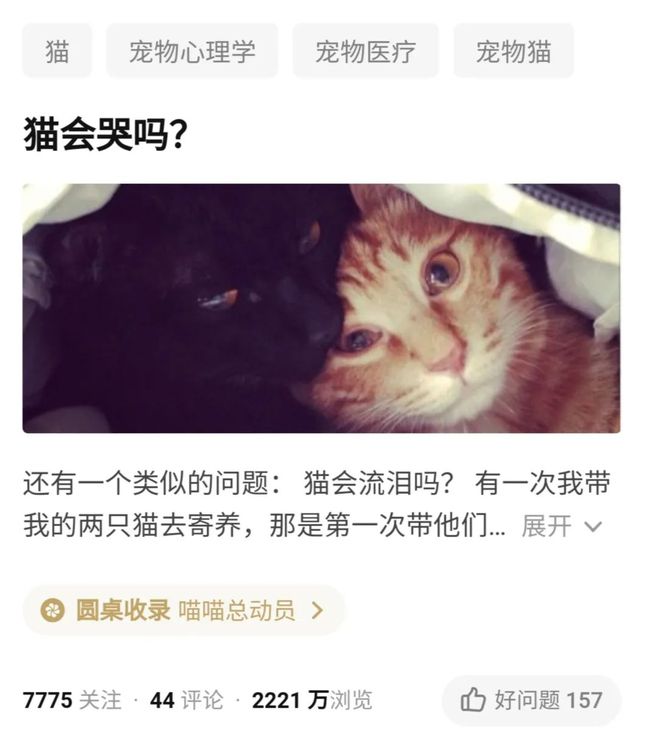 猫 宠物心理学 宠物医疗 宠物猫
猫会哭吗？
还有一个类似的问题： 猫会流泪吗？ 有一次我带
我的两只猫去寄养，那是第一次带他们... 展开
圆桌收录 喵喵总动员
7775 关注 · 44 评论 · 2221 万浏览 好问题 157